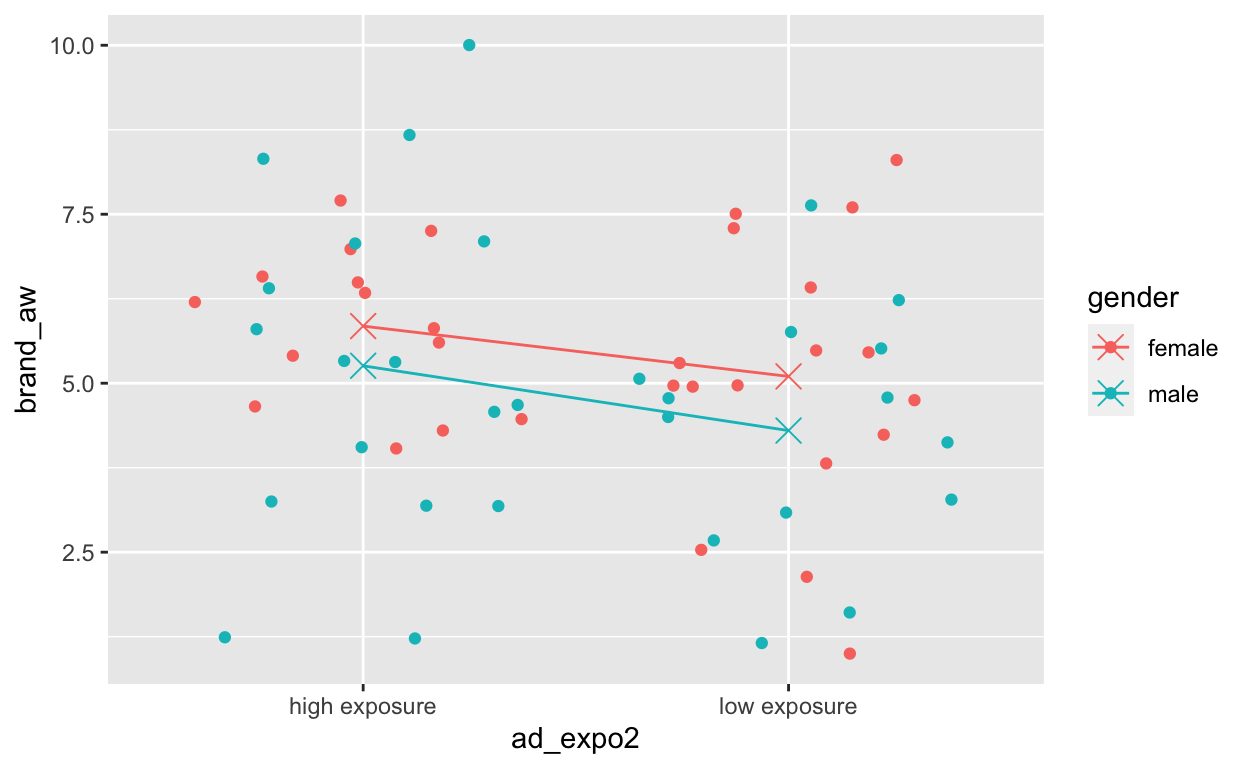 10.0
7.5
5.0
2.5
brand_aw
high exposure
low exposure
ad_expo2
gender
female
male